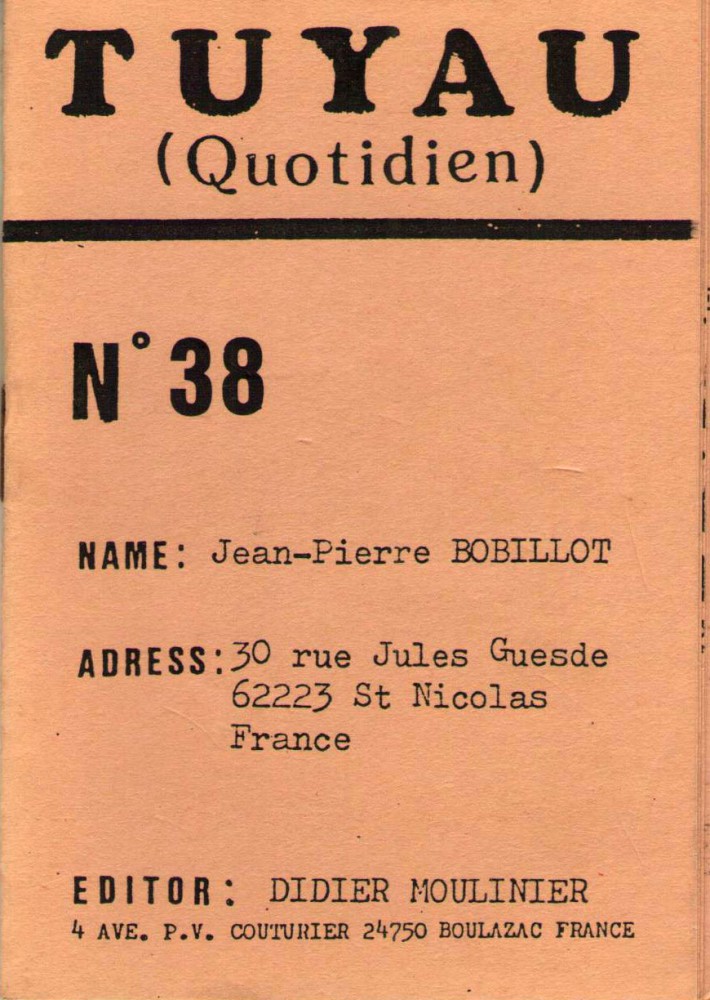 TUYAU
(Quotidien)
N° 38
NAME: Jean-Pierre BOBILLOT
ADRESS: 30 rue Jules Guesde
62223 St Nicolas
France
EDITOR: DIDIER MOULINIER
4 AVE. P.V. COUTURIER 24750 BOULAZAC FRANCE